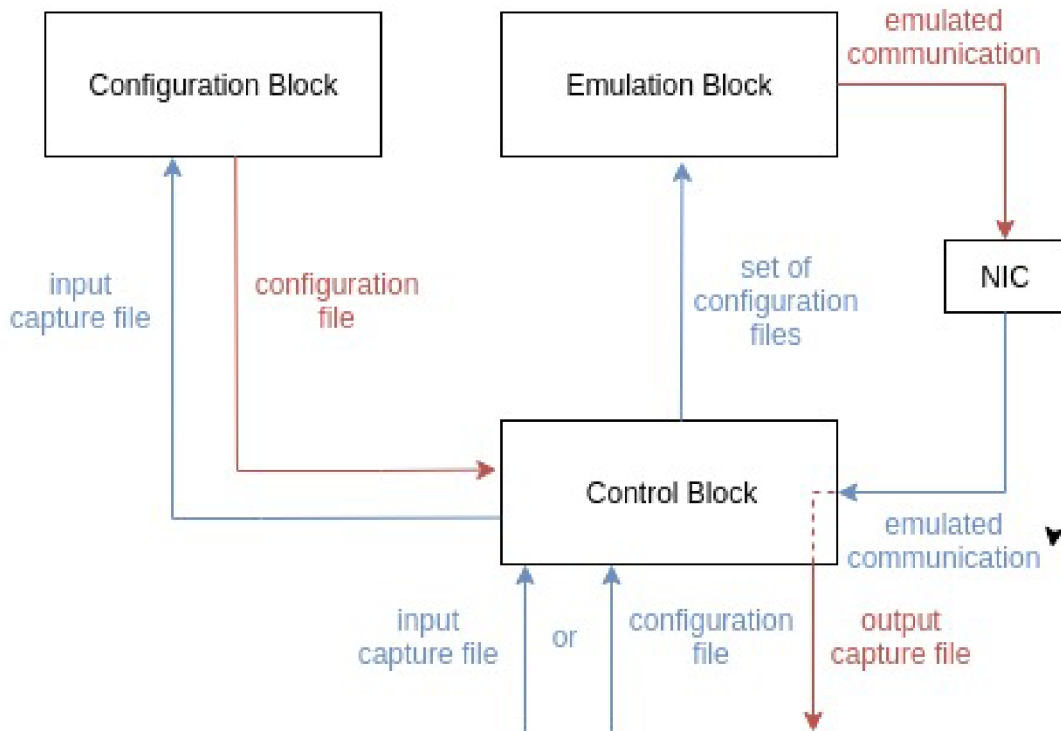 Configuration Block
Emulation Block
emulated
communication
input
capture file
configuration
file
set of
configuration
files
NIC
Control Block
emulated
communication
input
capture file
or
configuration
file
output
capture file